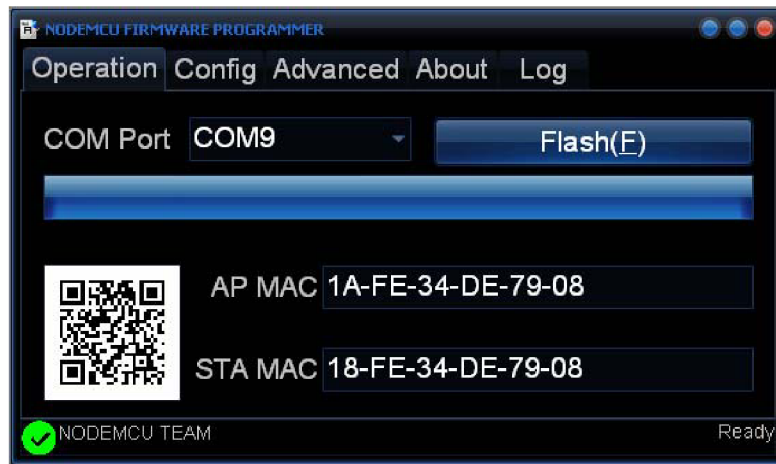 NODEMCU FIRMWARE PROGRAMMER
Operation Config Advanced About Log
COM Port COM9 Flash(F)
AP MAC 1A-FE-34-DE-79-08
STA MAC 18-FE-34-DE-79-08
NODEMCU TEAM Ready